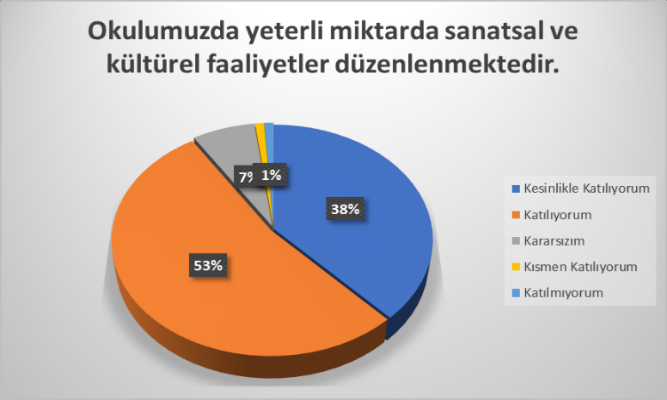 Okulumuzda yeterli miktarda sanatsal ve
kültürel faaliyetler düzenlenmektedir.
7%
1%
38%
53%
Kesinlikle Katılıyorum
Katılıyorum
Kararsızım
Kısmen Katılıyorum
Katılmıyorum